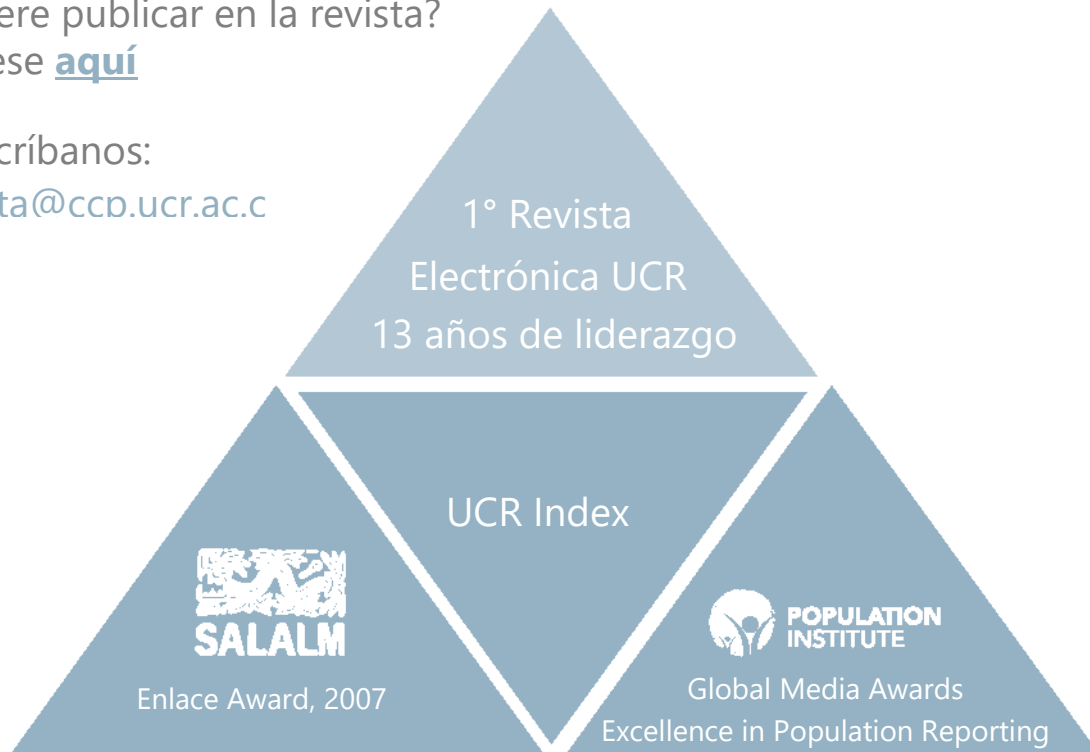 ere publicar en la revista?
ese aquí
críbanos:
ta@ccp.ucr.ac.c
1° Revista
Electrónica UCR
13 años de liderazgo
UCR Index
SALALM
Enlace Award, 2007
POPULATION
INSTITUTE
Global Media Awards
Excellence in Population Reporting